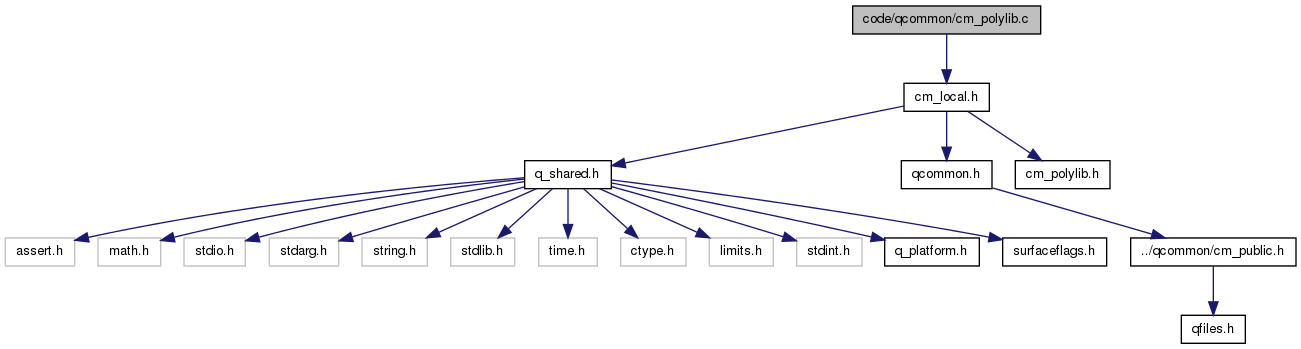 code/qcommon/cm_polylib.c
cm_local.h
q_shared.h
qcommon.h
cm_polylib.h
assert.h
math.h
stdio.h
stdarg.h
string.h
stdlib.h
time.h
ctype.h
limits.h
stdint.h
q_platform.h
surfaceflags.h
../qcommon/cm_public.h
qfiles.h